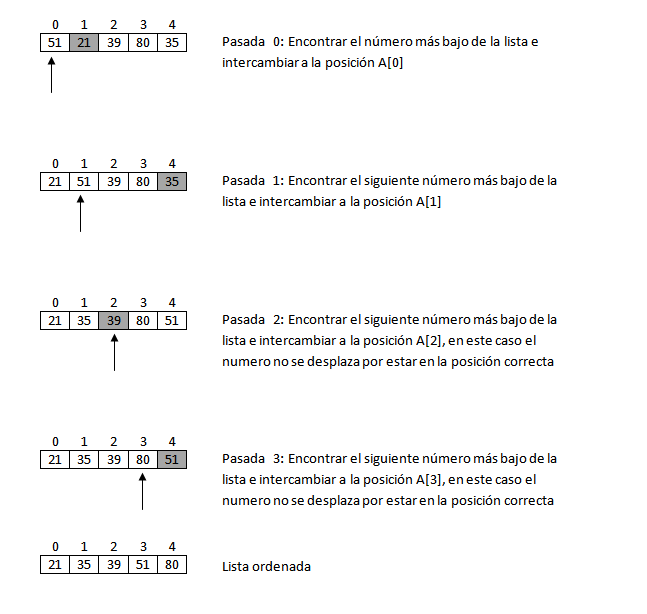 0 1 2 3 4
51 21 39 80 35
Pasada 0: Encontrar el número más bajo de la lista e
intercambiar a la posición A[0]
0 1 2 3 4
21 51 39 80 35
Pasada 1: Encontrar el siguiente número más bajo de la
lista e intercambiar a la posición A[1]
0 1 2 3 4
21 35 39 80 51
Pasada 2: Encontrar el siguiente número más bajo de la
lista e intercambiar a la posición A[2], en este caso el
numero no se desplaza por estar en la posición correcta
0 1 2 3 4
21 35 39 80 51
Pasada 3: Encontrar el siguiente número más bajo de la
lista e intercambiar a la posición A[3], en este caso el
numero no se desplaza por estar en la posición correcta
0 1 2 3 4
21 35 39 51 80
Lista ordenada